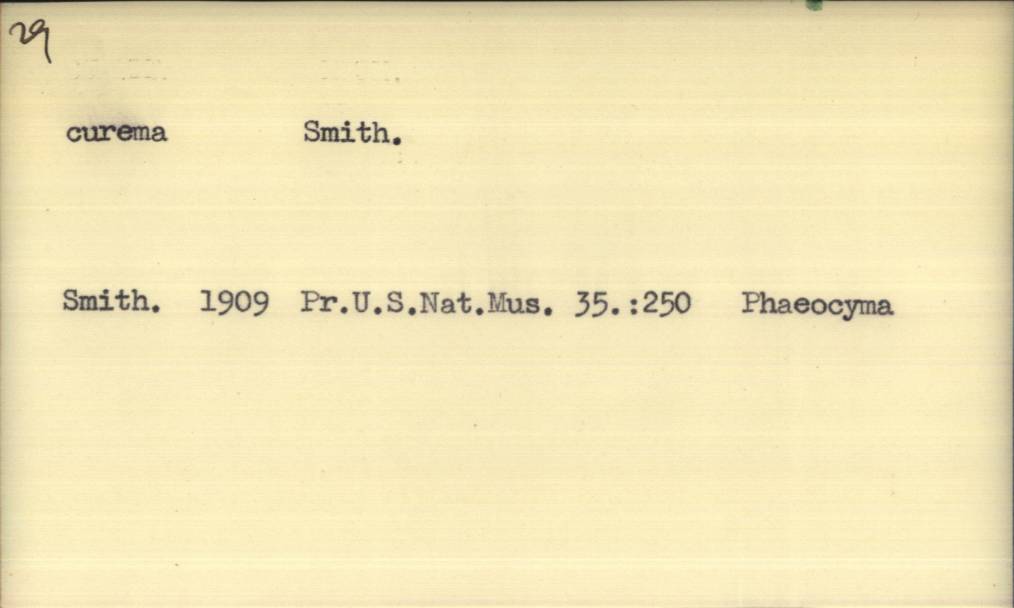 29
curema Smith.
Smith. 1909 Pr.U.S.Nat.Mus. 35.:250 Phaeocyma